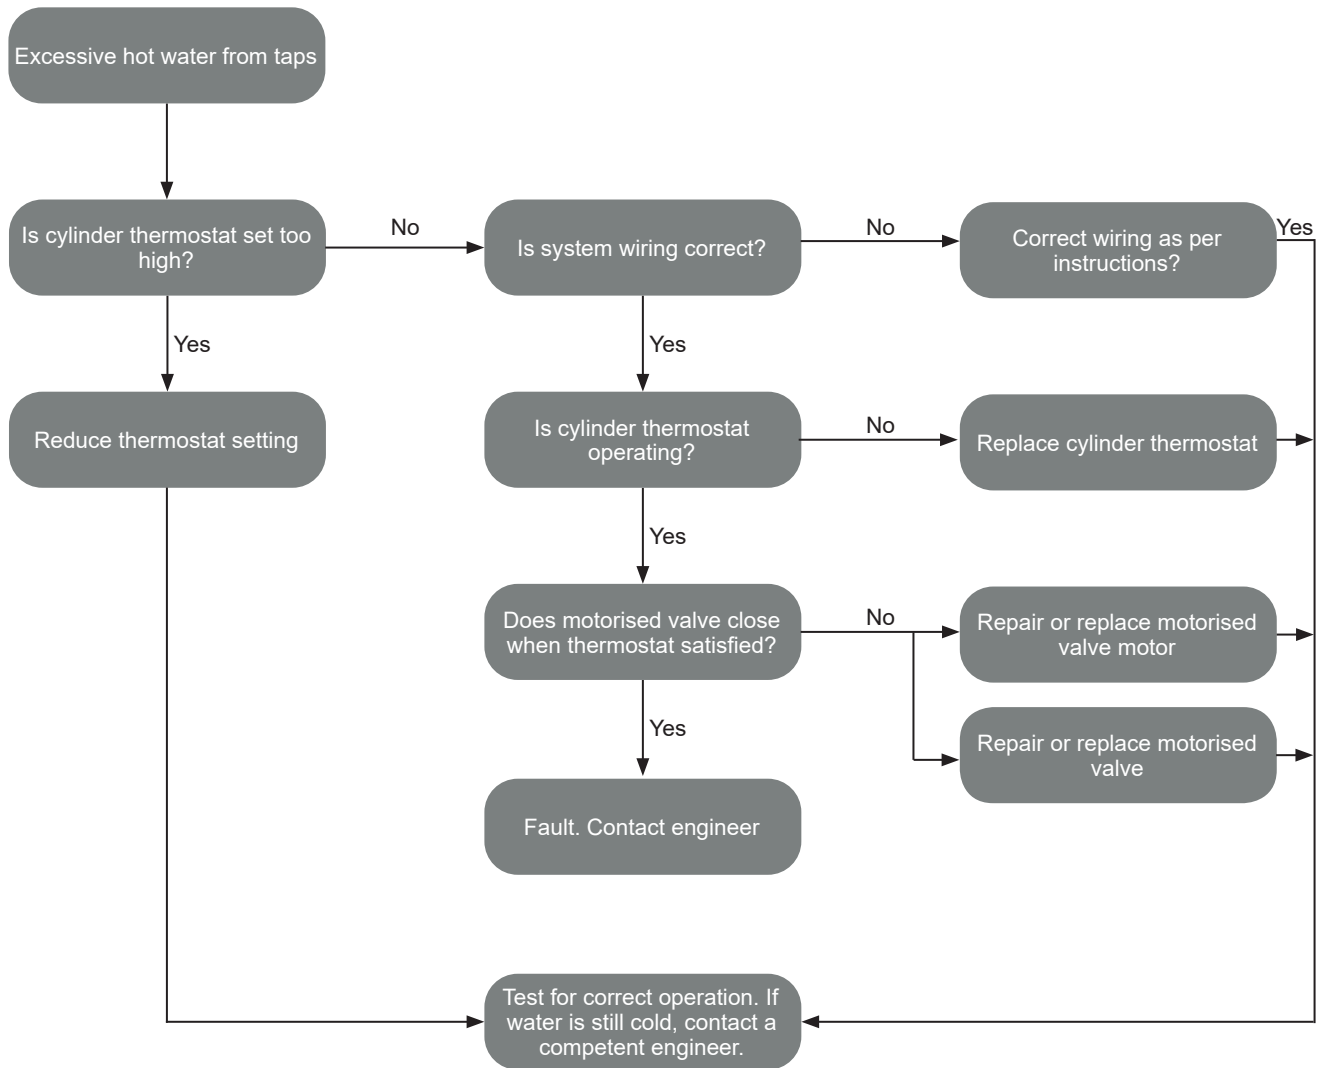 Excessive hot water from taps
Is cylinder thermostat set too
high?
No
Is system wiring correct?
No
Correct wiring as per
instructions?
Yes
Yes
Yes
Reduce thermostat setting
Is cylinder thermostat
operating?
No
Replace cylinder thermostat
Yes
Does motorised valve close
when thermostat satisfied?
No
Repair or replace motorised
valve motor
Yes
Repair or replace motorised
valve
Fault. Contact engineer
Test for correct operation. If
water is still cold, contact a
competent engineer.